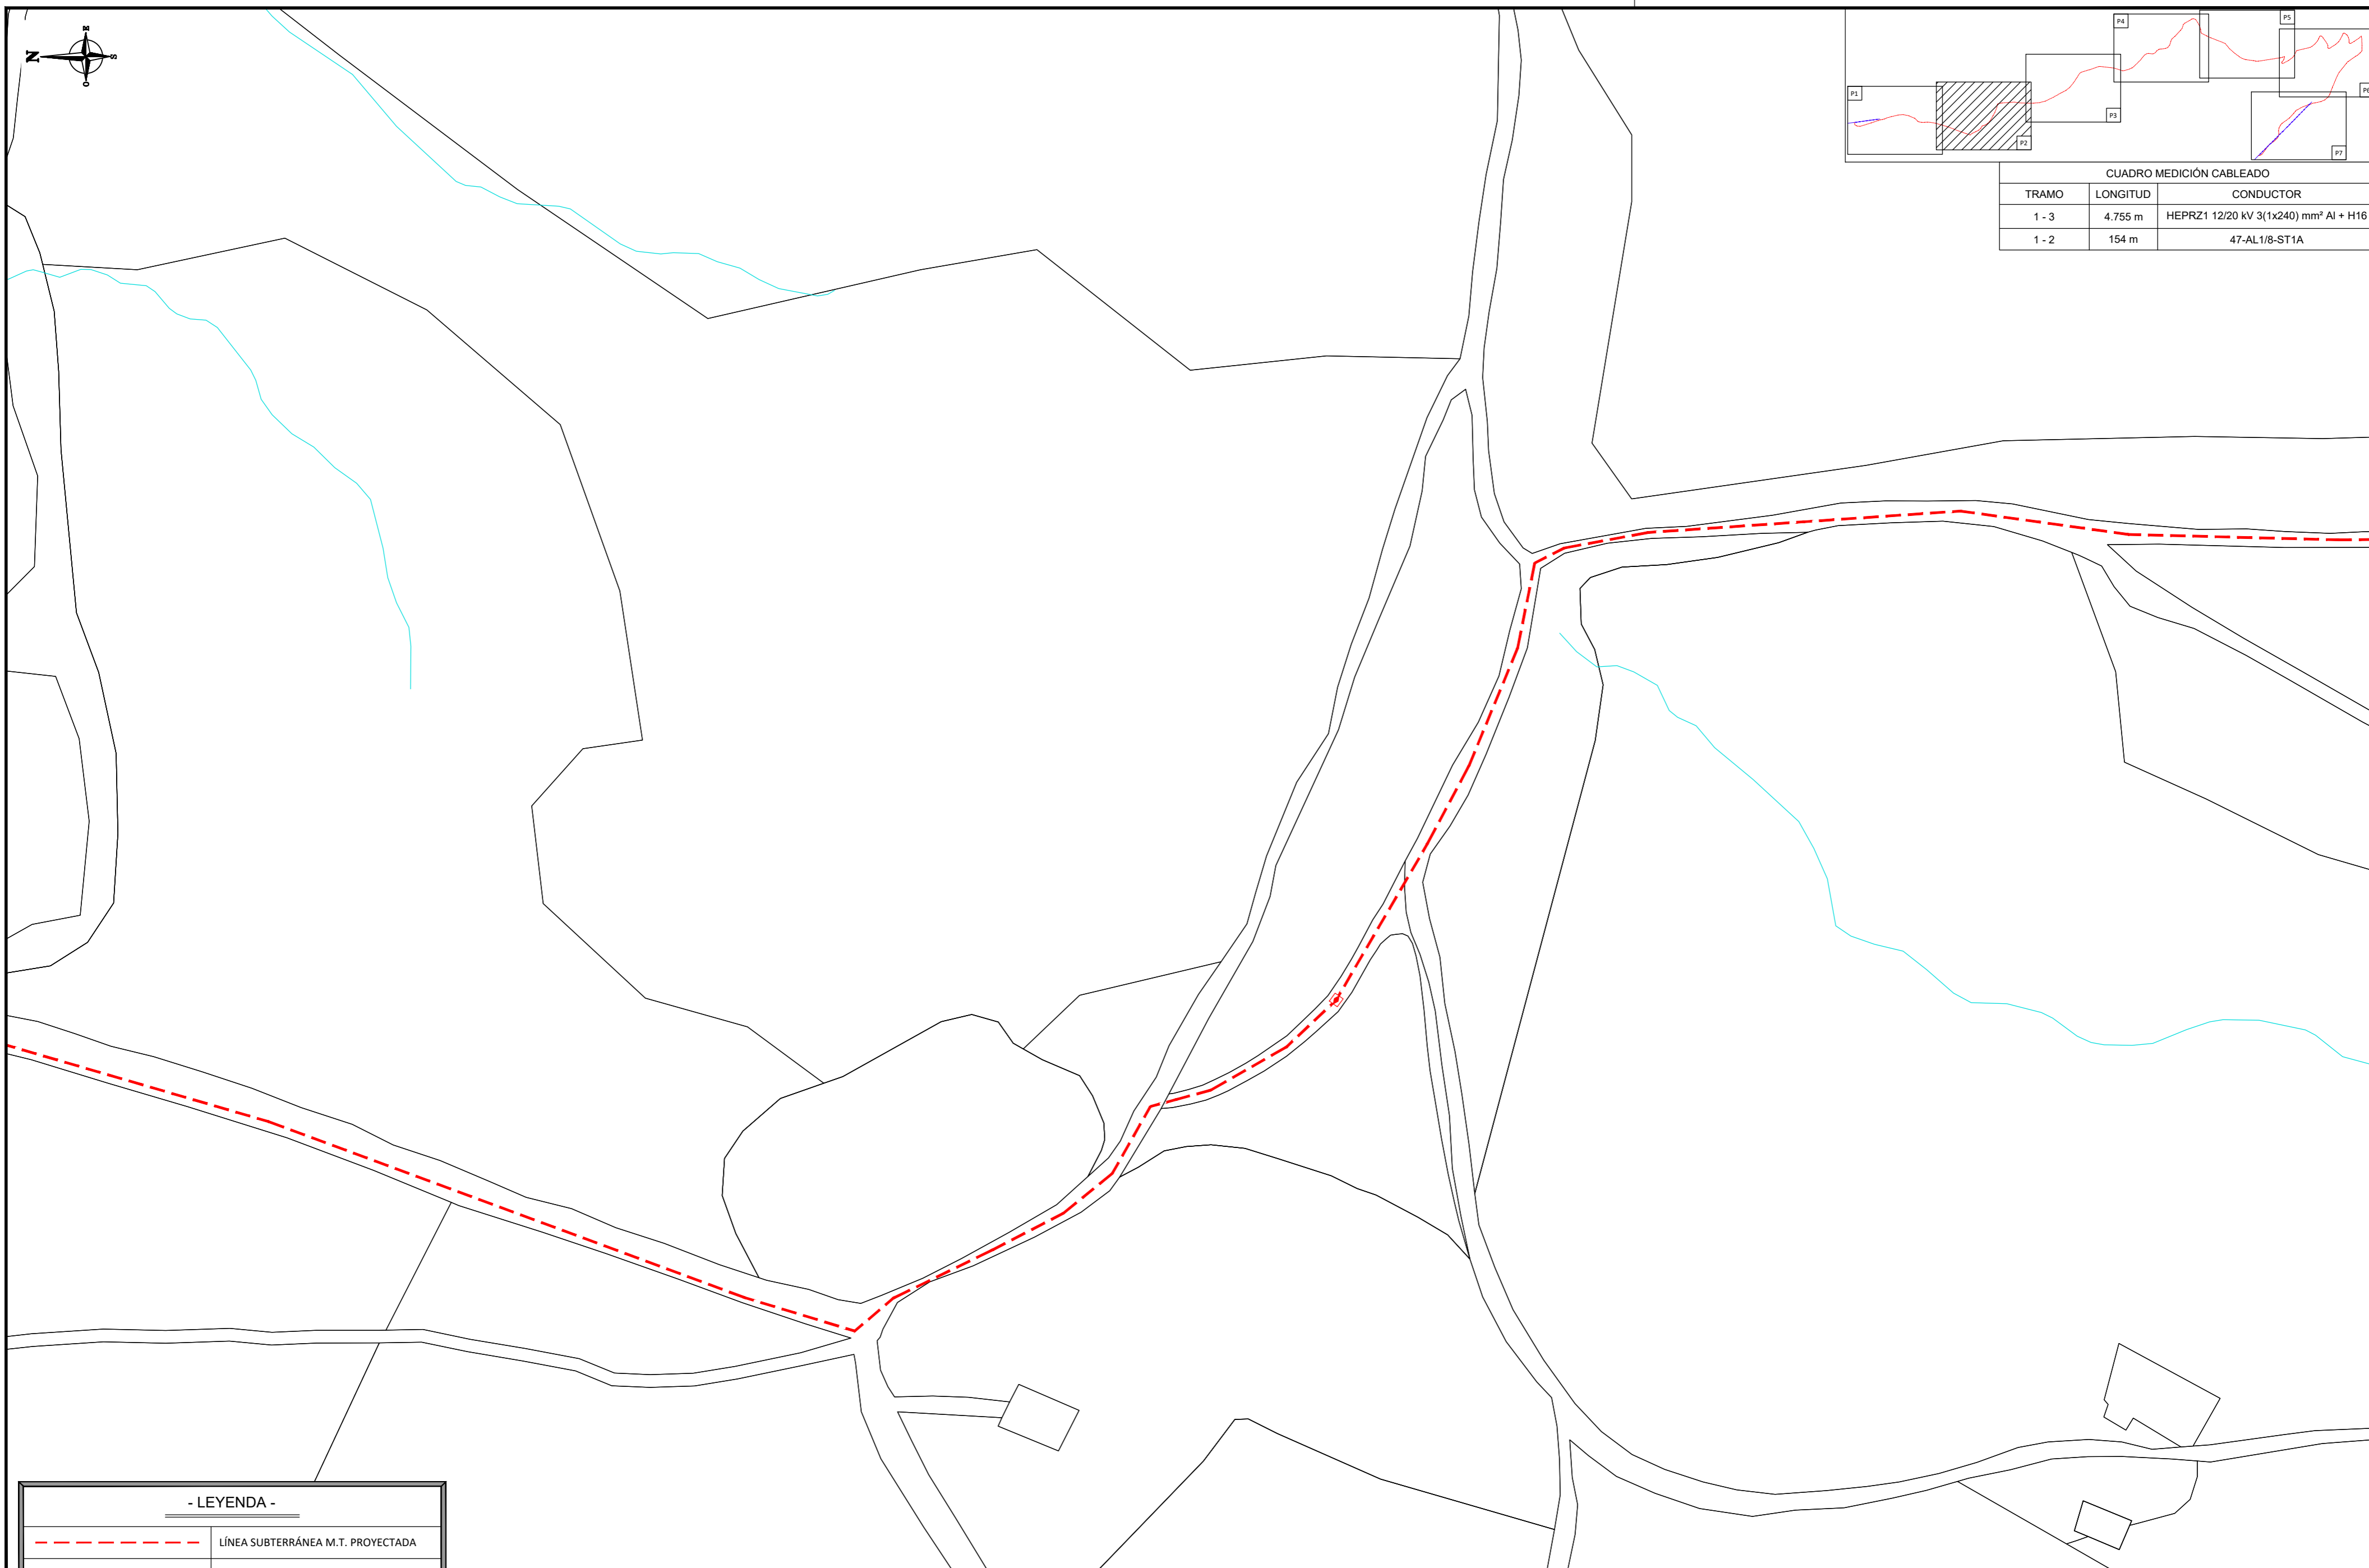 N
E
S
O
P1
P2
P3
P4
P5
P6
P7
CUADRO MEDICIÓN CABLEADO
TRAMO LONGITUD CONDUCTOR
1 - 3 4.755 m HEPRZ1 12/20 kV 3(1x240) mm² Al + H16
1 - 2 154 m 47-AL1/8-ST1A
- LEYENDA -
LÍNEA SUBTERRÁNEA M.T. PROYECTADA